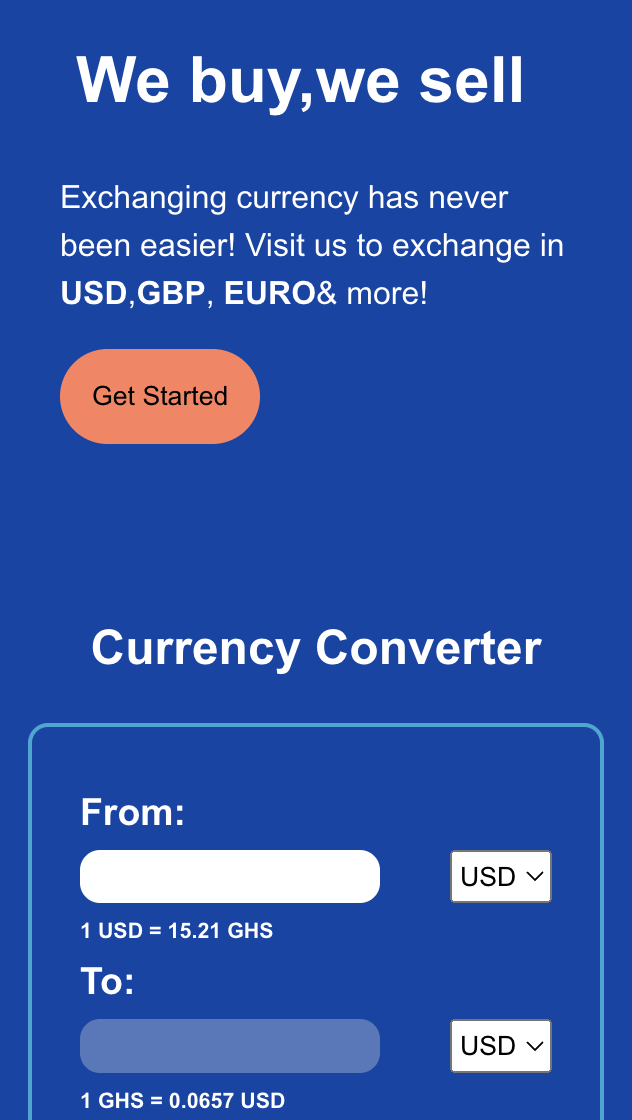 We buy,we sell
Exchanging currency has never
been easier! Visit us to exchange in
USD,GBP, EURO& more!
Get Started
Currency Converter
From:
USD
1 USD = 15.21 GHS
To:
USD
1 GHS = 0.0657 USD